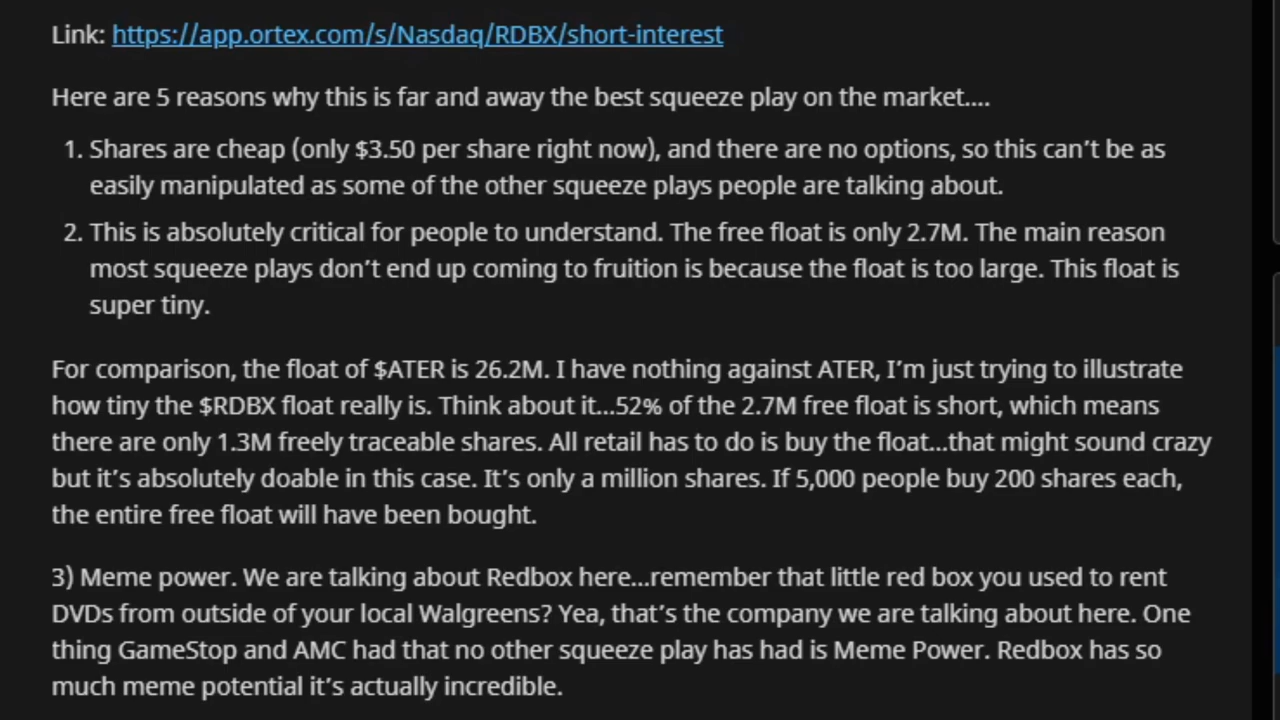 Link: https://app.ortex.com/s/Nasdaq/RDBX/short-interest
Here are 5 reasons why this is far and away the best squeeze play on the market....
1. Shares are cheap (only $3.50 per share right now), and there are no options, so this can't be as
easily manipulated as some of the other squeeze plays people are talking about.
2. This is absolutely critical for people to understand. The free float is only 2.7M. The main reason
most squeeze plays don't end up coming to fruition is because the float is too large. This float is
super tiny.
For comparison, the float of $ATER is 26.2M. I have nothing against ATER, I'm just trying to illustrate
how tiny the $RDBX float really is. Think about it...52% of the 2.7M free float is short, which means
there are only 1.3M freely traceable shares. All retail has to do is buy the float...that might sound crazy
but it's absolutely doable in this case. It's only a million shares. If 5,000 people buy 200 shares each,
the entire free float will have been bought.
3) Meme power. We are talking about Redbox here...remember that little red box you used to rent
DVDs from outside of your local Walgreens? Yea, that's the company we are talking about here. One
thing GameStop and AMC had that no other squeeze play has had is Meme Power. Redbox has so
much meme potential it's actually incredible.